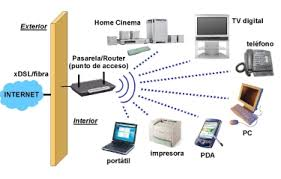 Exterior
Home Cinema
TV digital
teléfono
Pasarela/Router
(punto de acceso)
xDSL/fibra
INTERNET
Interior
PC
portátil
impresora
PDA